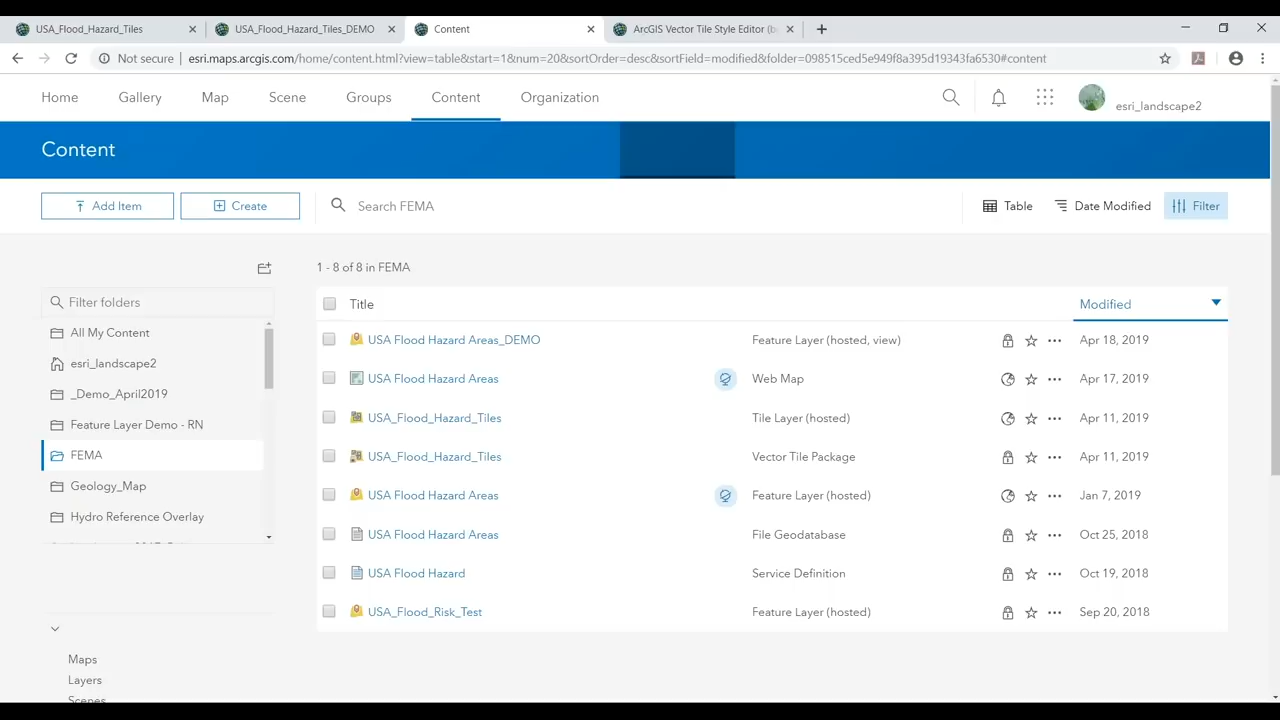 USA_Flood_Hazard_Tiles
USA_Flood_Hazard_Tiles_DEMO
Content
ArcGIS Vector Tile Style Editor (b
Not secure
esri.maps.arcgis.com/home/content.html?view=table&start=1&num=20&sortOrder=desc&sortField=modified&folder=098515ced5e949f8a395d19343fa6530#content
Home Gallery Map Scene Groups Content Organization esri_landscape2
Content
Add Item Create Search FEMA Table Date Modified Filter
1 - 8 of 8 in FEMA
Filter folders
All My Content
esri_landscape2
_Demo_April2019
Feature Layer Demo - RN
FEMA
Geology_Map
Hydro Reference Overlay
Maps
Layers
Scenes
Title Modified
USA Flood Hazard Areas_DEMO Feature Layer (hosted, view) Apr 18, 2019
USA Flood Hazard Areas Web Map Apr 17, 2019
USA_Flood_Hazard_Tiles Tile Layer (hosted) Apr 11, 2019
USA_Flood_Hazard_Tiles Vector Tile Package Apr 11, 2019
USA Flood Hazard Areas Feature Layer (hosted) Jan 7, 2019
USA Flood Hazard Areas File Geodatabase Oct 25, 2018
USA Flood Hazard Service Definition Oct 19, 2018
USA_Flood_Risk_Test Feature Layer (hosted) Sep 20, 2018